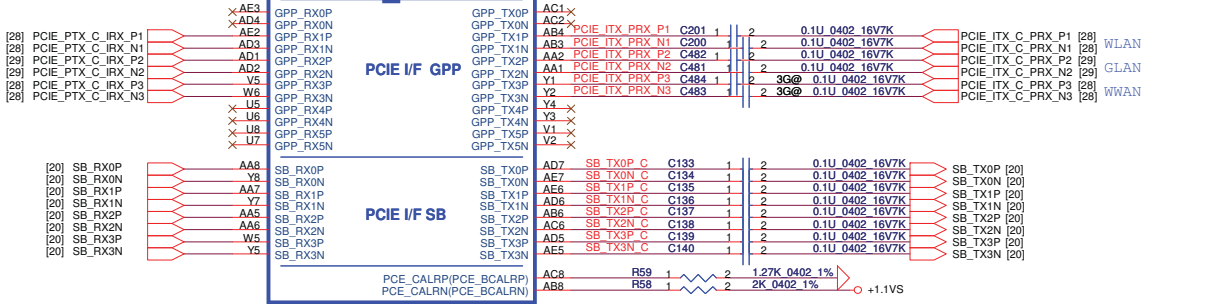 AE3 GPP_RX0P GPP_TX0P AC1
AD4 GPP_RX0N GPP_TX0N AC2
[28] PCIE_PTX_C_IRX_P1 AE2 GPP_RX1P GPP_TX1P AB4 PCIE_ITX_PRX_P1 C201 1 2 0.1U_0402_16V7K PCIE_ITX_C_PRX_P1 [28]
[28] PCIE_PTX_C_IRX_N1 AD3 GPP_RX1N GPP_TX1N AB3 PCIE_ITX_PRX_N1 C200 1 2 0.1U_0402_16V7K PCIE_ITX_C_PRX_N1 [28] WLAN
[29] PCIE_PTX_C_IRX_P2 AD1 GPP_RX2P GPP_TX2P AA2 PCIE_ITX_PRX_P2 C482 1 2 0.1U_0402_16V7K PCIE_ITX_C_PRX_P2 [29]
[29] PCIE_PTX_C_IRX_N2 AD2 GPP_RX2N PCIE I/F GPP GPP_TX2N AA1 PCIE_ITX_PRX_N2 C481 1 2 0.1U_0402_16V7K PCIE_ITX_C_PRX_N2 [29] GLAN
[28] PCIE_PTX_C_IRX_P3 V5 GPP_RX3P GPP_TX3P Y1 PCIE_ITX_PRX_P3 C484 1 3G@ 2 0.1U_0402_16V7K PCIE_ITX_C_PRX_P3 [28]
[28] PCIE_PTX_C_IRX_N3 W6 GPP_RX3N GPP_TX3N Y2 PCIE_ITX_PRX_N3 C483 1 3G@ 2 0.1U_0402_16V7K PCIE_ITX_C_PRX_N3 [28] WWAN
U5 GPP_RX4P GPP_TX4P Y4
U6 GPP_RX4N GPP_TX4N Y3
U8 GPP_RX5P GPP_TX5P V1
U7 GPP_RX5N GPP_TX5N V2
[20] SB_RX0P AA8 SB_RX0P SB_TX0P AD7 SB_TX0P_C C133 1 2 0.1U_0402_16V7K SB_TX0P [20]
[20] SB_RX0N Y8 SB_RX0N SB_TX0N AE7 SB_TX0N_C C134 1 2 0.1U_0402_16V7K SB_TX0N [20]
[20] SB_RX1P AA7 SB_RX1P SB_TX1P AE6 SB_TX1P_C C135 1 2 0.1U_0402_16V7K SB_TX1P [20]
[20] SB_RX1N Y7 SB_RX1N SB_TX1N AD6 SB_TX1N_C C136 1 2 0.1U_0402_16V7K SB_TX1N [20]
[20] SB_RX2P AA5 SB_RX2P PCIE I/F SB SB_TX2P AB6 SB_TX2P_C C137 1 2 0.1U_0402_16V7K SB_TX2P [20]
[20] SB_RX2N AA6 SB_RX2N SB_TX2N AC6 SB_TX2N_C C138 1 2 0.1U_0402_16V7K SB_TX2N [20]
[20] SB_RX3P W5 SB_RX3P SB_TX3P AD5 SB_TX3P_C C139 1 2 0.1U_0402_16V7K SB_TX3P [20]
[20] SB_RX3N Y5 SB_RX3N SB_TX3N AE5 SB_TX3N_C C140 1 2 0.1U_0402_16V7K SB_TX3N [20]
PCE_CALRP(PCE_BCALRP) AC8 R59 1 2 1.27K_0402_1%
PCE_CALRN(PCE_BCALRN) AB8 R58 1 2 2K_0402_1% +1.1VS